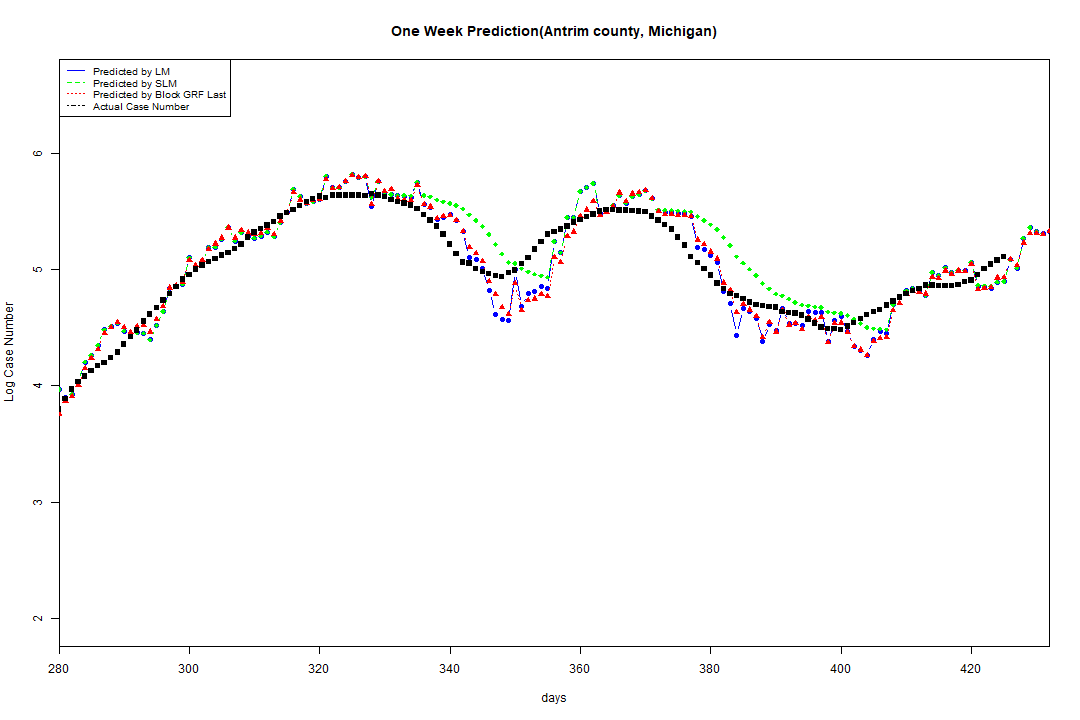 One Week Prediction(Antrim county, Michigan)
Predicted by LM
Predicted by SLM
Predicted by Block GRF Last
Actual Case Number
6
5
4
3
2
Log Case Number
280 300 320 340 360 380 400 420
days